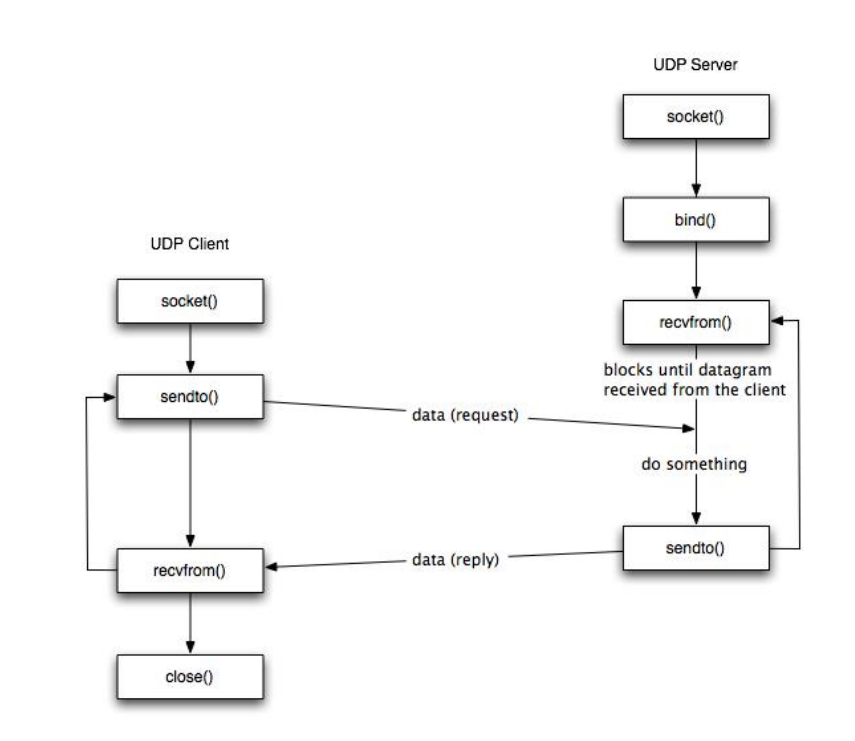 UDP Server
socket()
bind()
recvfrom()
blocks until datagram
received from the client
do something
sendto()
UDP Client
socket()
sendto()
data (request)
recvfrom()
data (reply)
close()